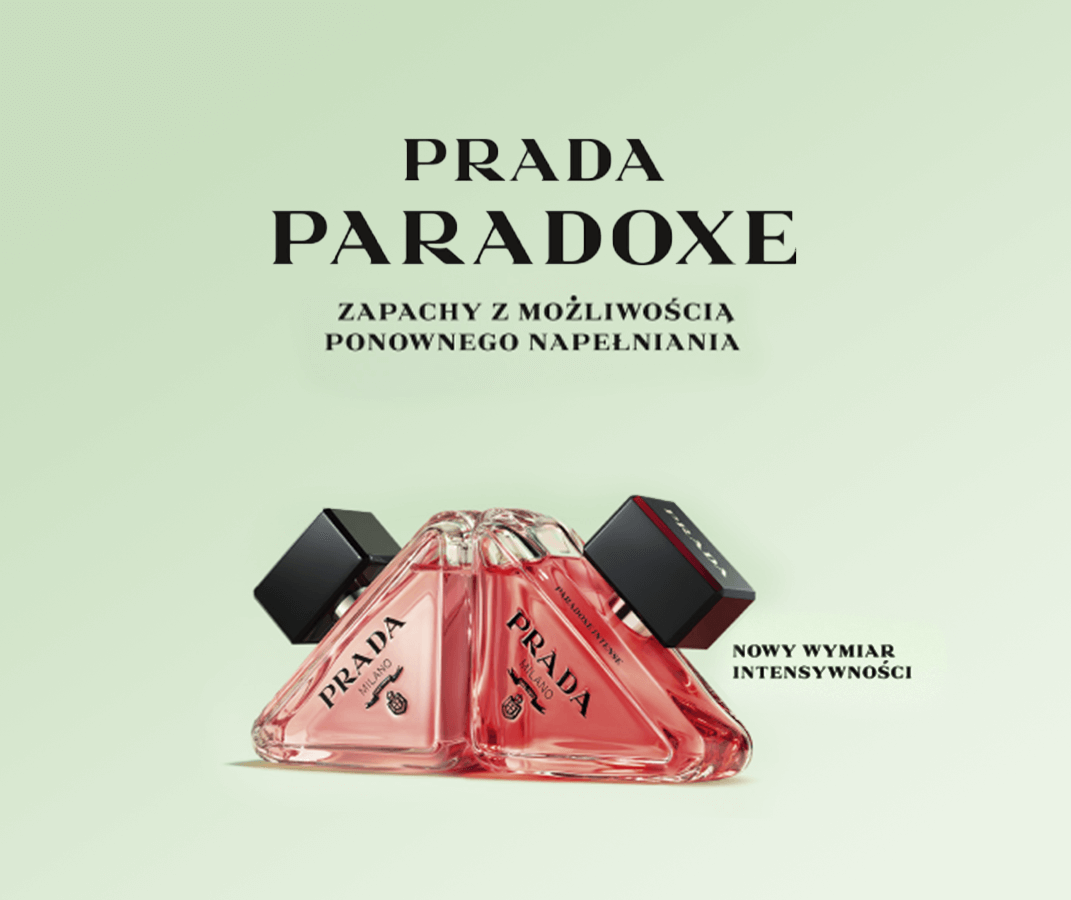 PRADA
PARADOXE
ZAPACHY Z MOŻLIWOŚCIĄ
PONOWNEGO NAPEŁNIANIA
PRADA
PRADA
MILANO
PARADOXE INTENSE
PRADA
MILANO
NOWY WYMIAR
INTENSYWNOŚCI